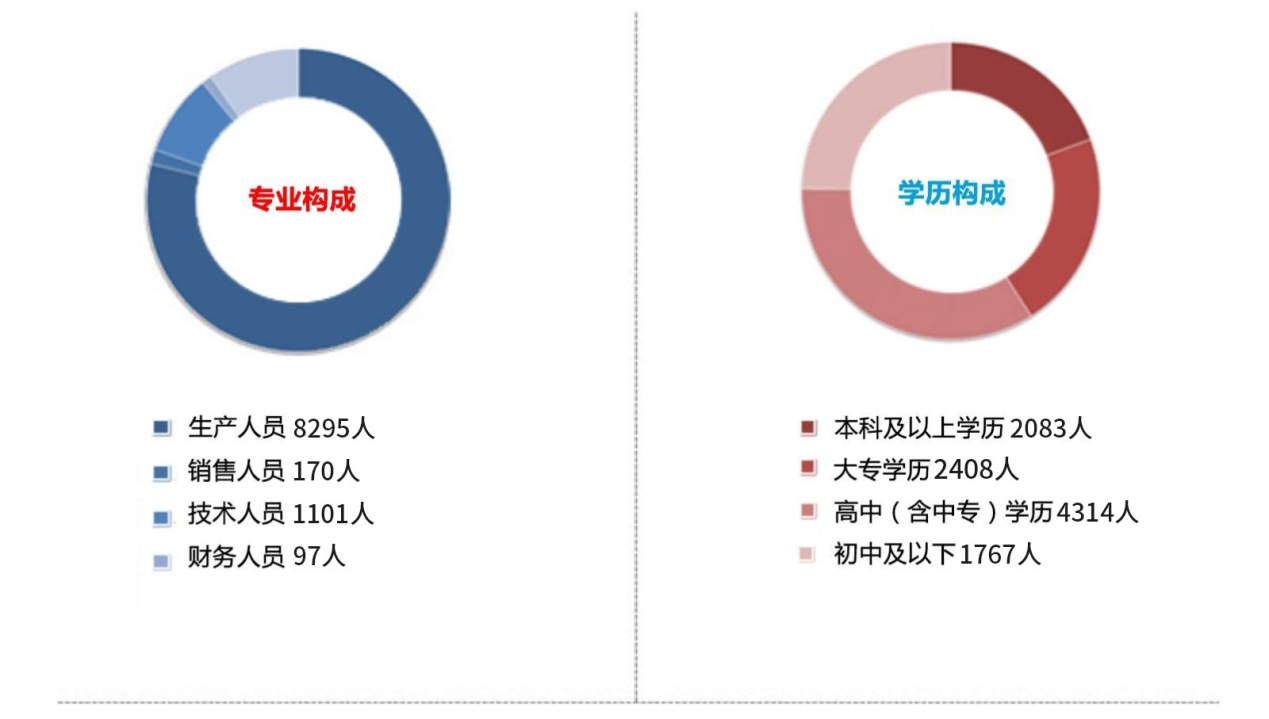 专业构成
生产人员 8295人
销售人员 170人
技术人员 1101人
财务人员 97人
学历构成
本科及以上学历 2083人
大专学历2408人
高中（含中专）学历4314人
初中及以下1767人